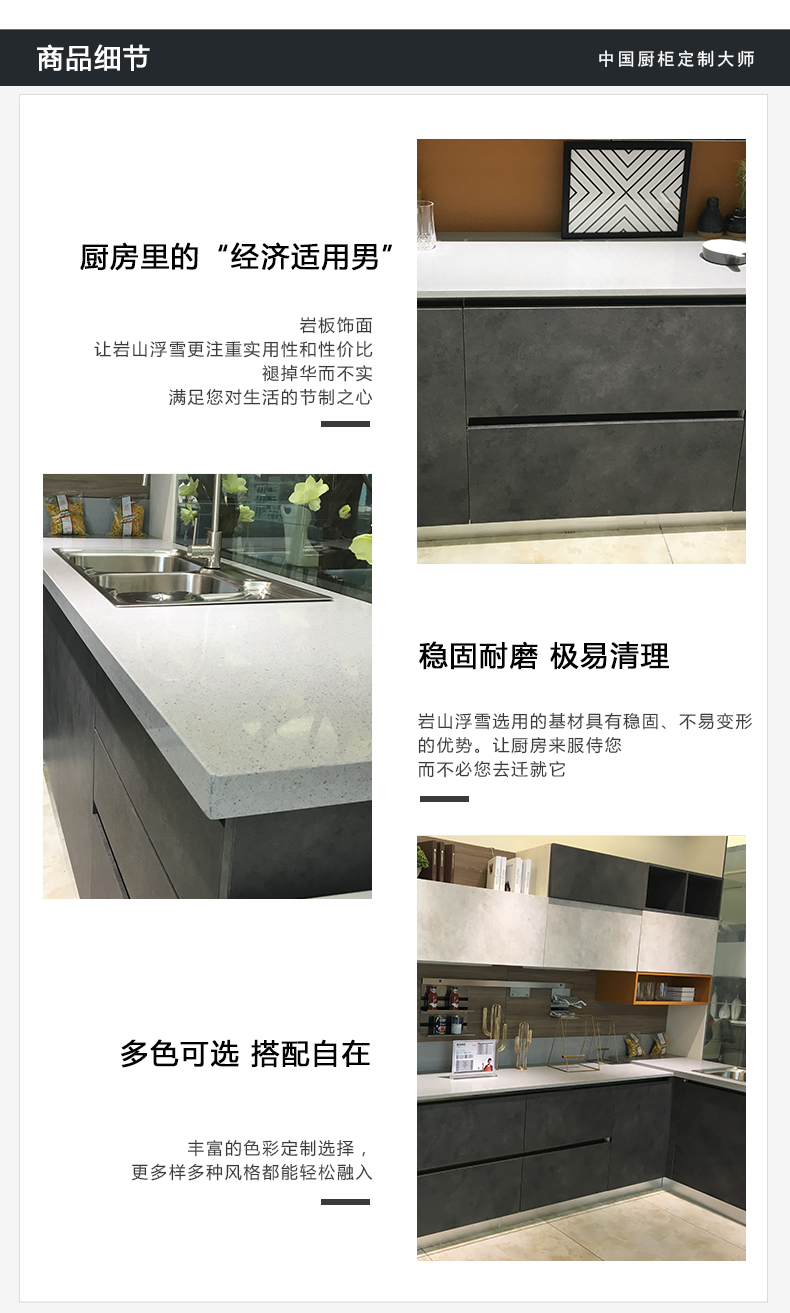 商品细节
中国厨柜定制大师
厨房里的“经济适用男”
岩板饰面
让岩山浮雪更注重实用性和性价比
褪掉华而不实
满足您对生活的节制之心
稳固耐磨 极易清理
岩山浮雪选用的基材具有稳固、不易变形
的优势。让厨房来服侍您
而不必您去迁就它
多色可选 搭配自在
丰富的色彩定制选择，
更多样多种风格都能轻松融入